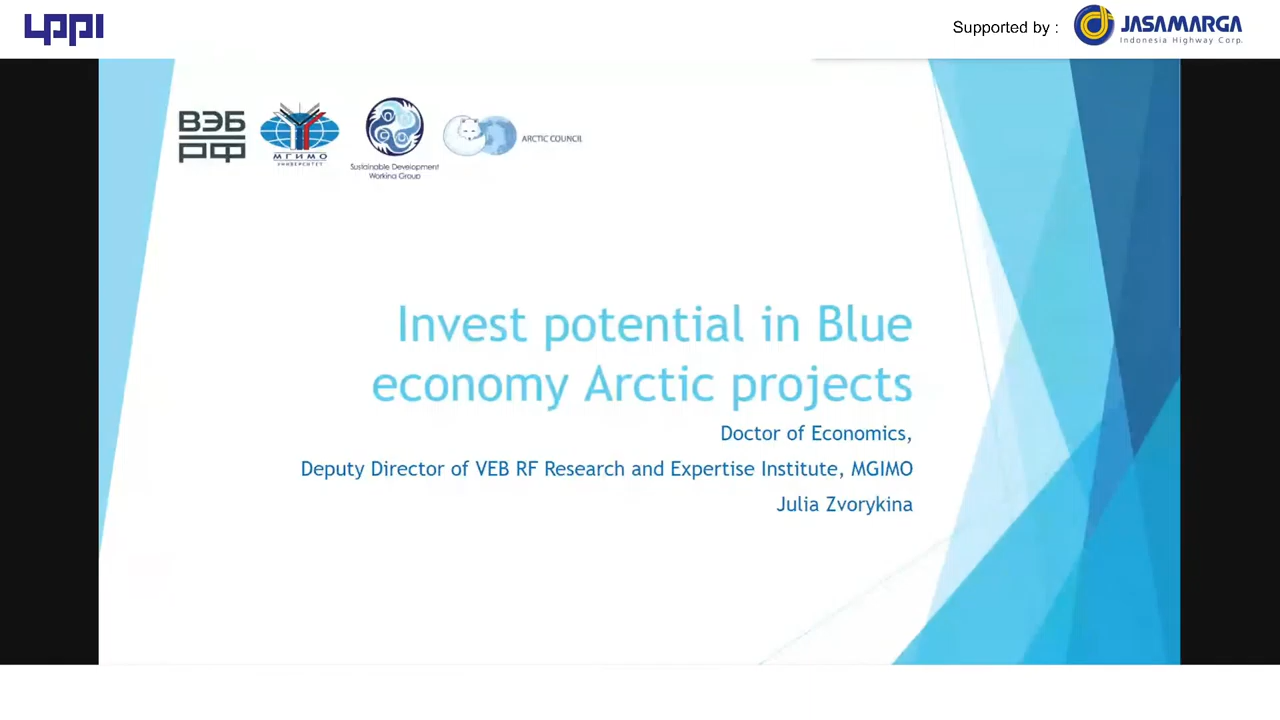 LPPI
Supported by :
JASAMARGA
Indonesia Highway Corp.
ВЭБ
РФ
МГИМО
УНИВЕРСИТЕТ
Sustainable Development
Working Group
ARCTIC COUNCIL
Invest potential in Blue
economy Arctic projects
Doctor of Economics,
Deputy Director of VEB RF Research and Expertise Institute, MGIMO
Julia Zvorykina